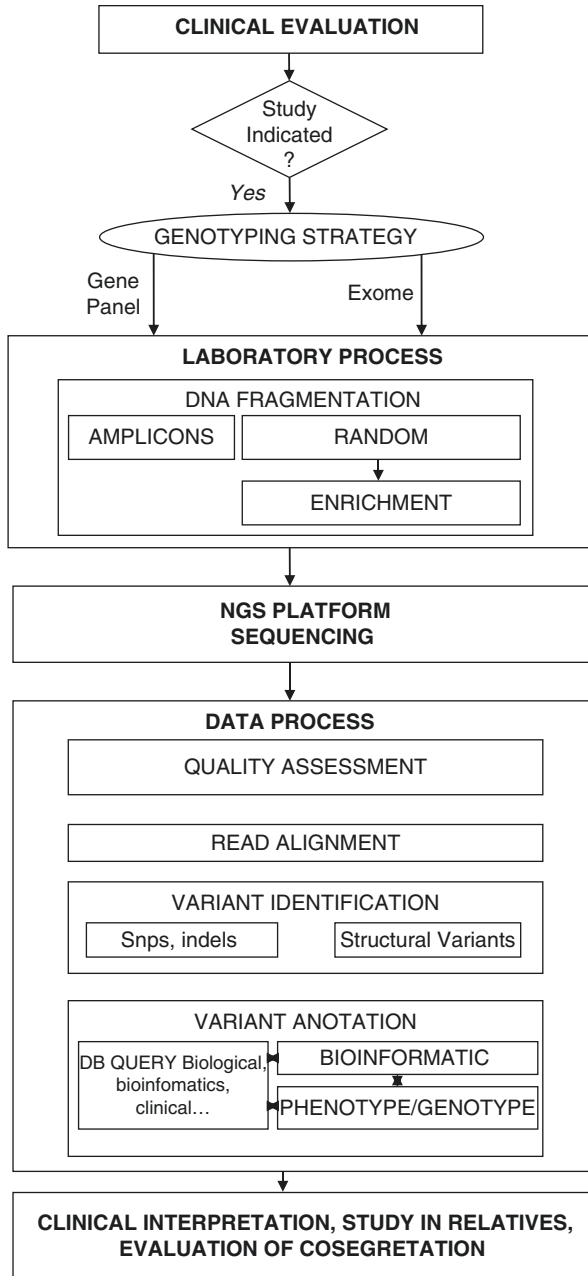 CLINICAL EVALUATION
Study
Indicated
?
Yes
GENOTYPING STRATEGY
Gene
Panel
Exome
LABORATORY PROCESS
DNA FRAGMENTATION
AMPLICONS
RANDOM
ENRICHMENT
NGS PLATFORM
SEQUENCING
DATA PROCESS
QUALITY ASSESSMENT
READ ALIGNMENT
VARIANT IDENTIFICATION
Snps, indels
Structural Variants
VARIANT ANOTATION
DB QUERY Biological,
bioinfomatics,
clinical...
BIOINFORMATIC
PHENOTYPE/GENOTYPE
CLINICAL INTERPRETATION, STUDY IN RELATIVES,
EVALUATION OF COSEGRETATION